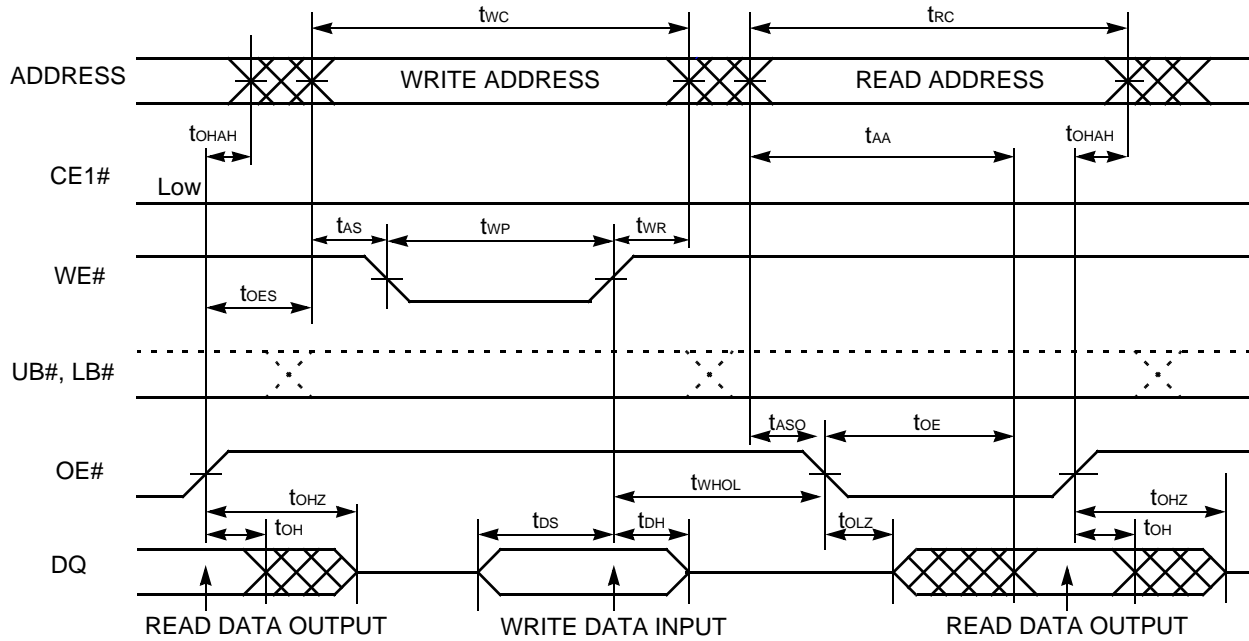 tWC
tRC
ADDRESS
WRITE ADDRESS
READ ADDRESS
tOHAH
tAA
tOHAH
CE1#
Low
tAS
tWP
tWR
WE#
tOES
UB#, LB#
tASO
tOE
OE#
tWHOL
tOHZ
tOHZ
tOH
tDS
tDH
tOLZ
tOH
DQ
READ DATA OUTPUT
WRITE DATA INPUT
READ DATA OUTPUT